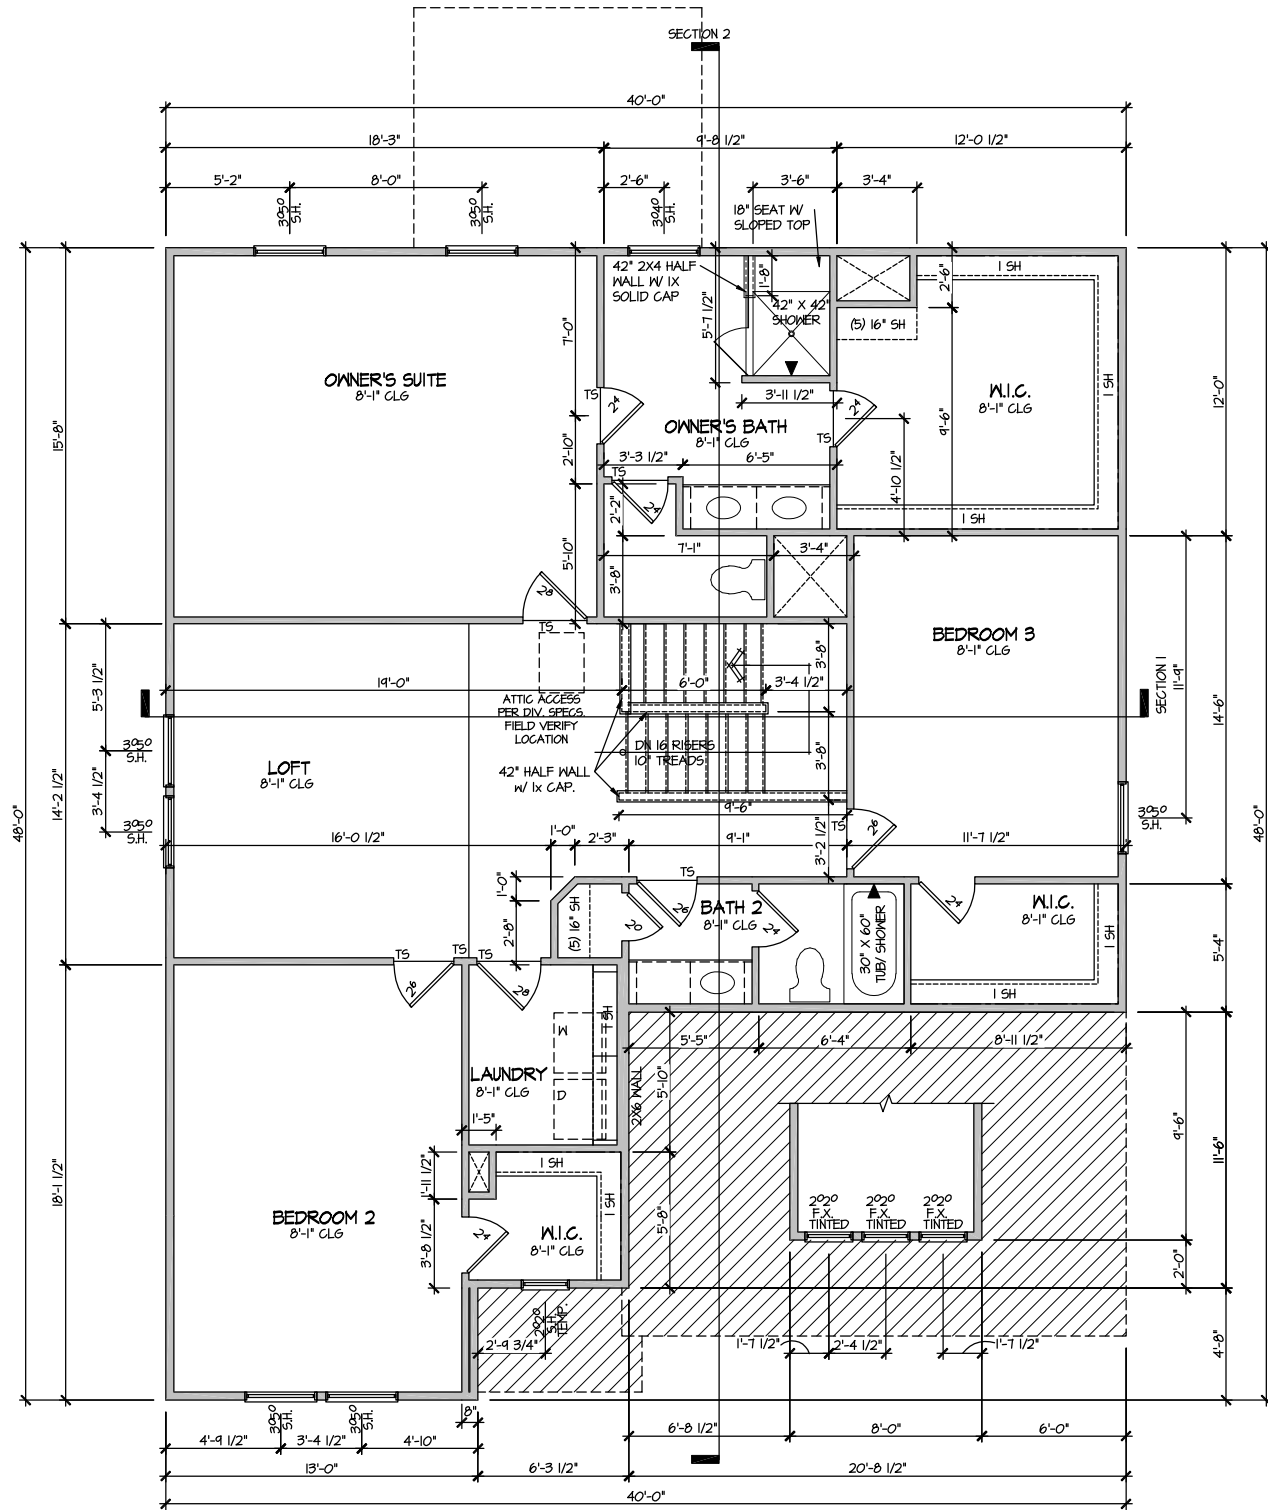 SECTION 2
40'-0"
18'-3"
9'-8 1/2"
12'-0 1/2"
5'-2"
8'-0"
2'-6"
3'-6"
3'-4"
3050
S.H.
3050
S.H.
3040
S.H.
18" SEAT W/
SLOPED TOP
42" 2X4 HALF
WALL W/ 1X
SOLID CAP
1'-8"
5'-7 1/2"
42" X 42"
SHOWER
2'-6"
1 SH
(5) 16" SH
1 SH
OWNER'S SUITE
8'-1" CLG
7'-0"
TS
24
3'-11 1/2"
24
TS
W.I.C.
8'-1" CLG
9'-6"
12'-0"
OWNER'S BATH
8'-1" CLG
15'-8"
2'-10"
3'-3 1/2"
6'-5"
TS
24
2'-2"
4'-10 1/2"
1 SH
5'-10"
7'-1"
3'-4"
3'-8"
28
TS
BEDROOM 3
8'-1" CLG
5'-3 1/2"
19'-0"
6'-0"
3'-4 1/2"
3'-8"
SECTION 1
11'-9"
14'-6"
ATTIC ACCESS
PER DIV. SPECS.
FIELD VERIFY
LOCATION
3050
S.H.
DN 16 RISERS
10" TREADS
3'-8"
LOFT
8'-1" CLG
42" HALF WALL
W/ 1x CAP.
14'-2 1/2"
3'-4 1/2"
48'-0"
3050
S.H.
9'-6"
TS
26
3050
S.H.
48'-0"
16'-0 1/2"
1'-0"
2'-3"
9'-1"
3'-2 1/2"
11'-7 1/2"
TS
1'-0"
(5) 16" SH
20
26
BATH 2
8'-1" CLG
24
30" X 60"
TUB/ SHOWER
24
W.I.C.
8'-1" CLG
1 SH
1 SH
5'-4"
2'-8"
TS
TS
TS
26
28
1 SH
W
D
5'-5"
6'-4"
8'-11 1/2"
LAUNDRY
8'-1" CLG
2X6 WALL
5'-10"
1'-5"
9'-6"
11'-6"
18'-1 1/2"
1'-11 1/2"
1 SH
1 SH
5'-8"
2020
F.X.
TINTED
2020
F.X.
TINTED
2020
F.X.
TINTED
BEDROOM 2
8'-1" CLG
3'-8 1/2"
24
W.I.C.
8'-1" CLG
2'-0"
2020
S.H.
TEMP.
2'-9 3/4"
1'-7 1/2"
2'-4 1/2"
1'-7 1/2"
4'-8"
3050
S.H.
3050
S.H.
8"
4'-9 1/2"
3'-4 1/2"
4'-10"
6'-8 1/2"
8'-0"
6'-0"
13'-0"
6'-3 1/2"
20'-8 1/2"
40'-0"